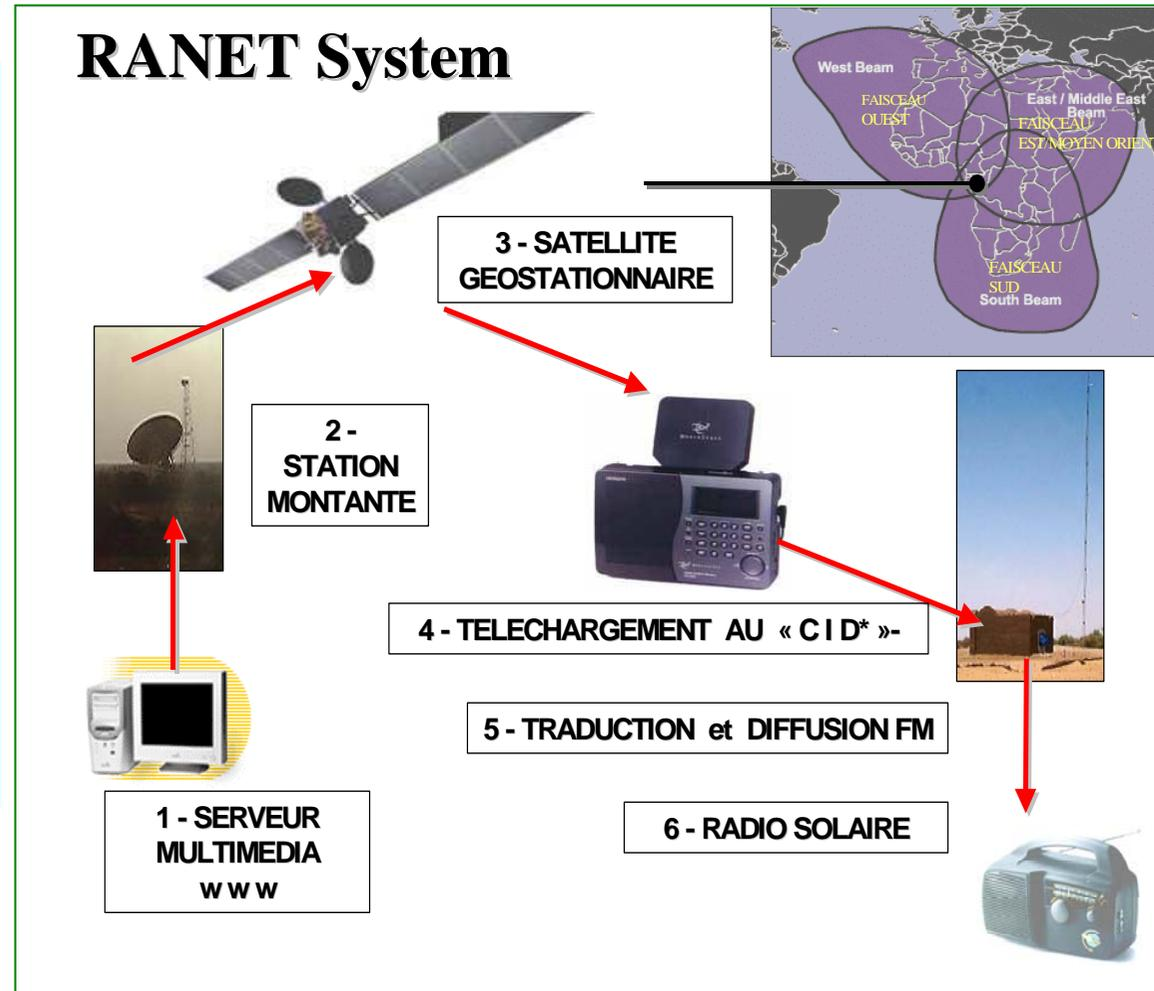 RANET System
West Beam
FAISCEAU
OUEST
East / Middle East
Beam
FAISCEAU
EST/MOYEN ORIENT
FAISCEAU
SUD
South Beam
3 - SATELLITE
GEOSTATIONNAIRE
2 -
STATION
MONTANTE
WORLDSPACE
4 - TELECHARGEMENT AU « C I D* »-
5 - TRADUCTION et DIFFUSION FM
1 - SERVEUR
MULTIMEDIA
w w w
6 - RADIO SOLAIRE